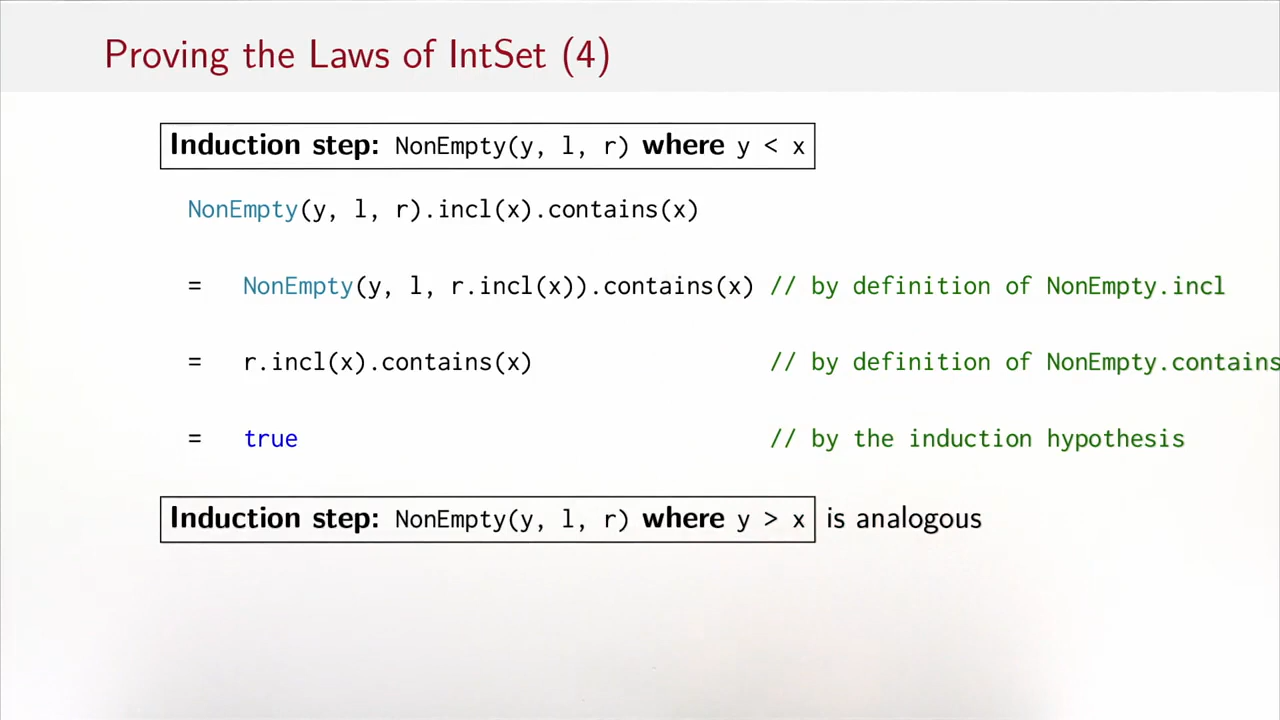 Proving the Laws of IntSet (4)
Induction step: NonEmpty(y, l, r) where y < x
NonEmpty(y, l, r).incl(x).contains(x)
= NonEmpty(y, l, r.incl(x)).contains(x) // by definition of NonEmpty.incl
= r.incl(x).contains(x) // by definition of NonEmpty.contains
= true // by the induction hypothesis
Induction step: NonEmpty(y, l, r) where y > x is analogous